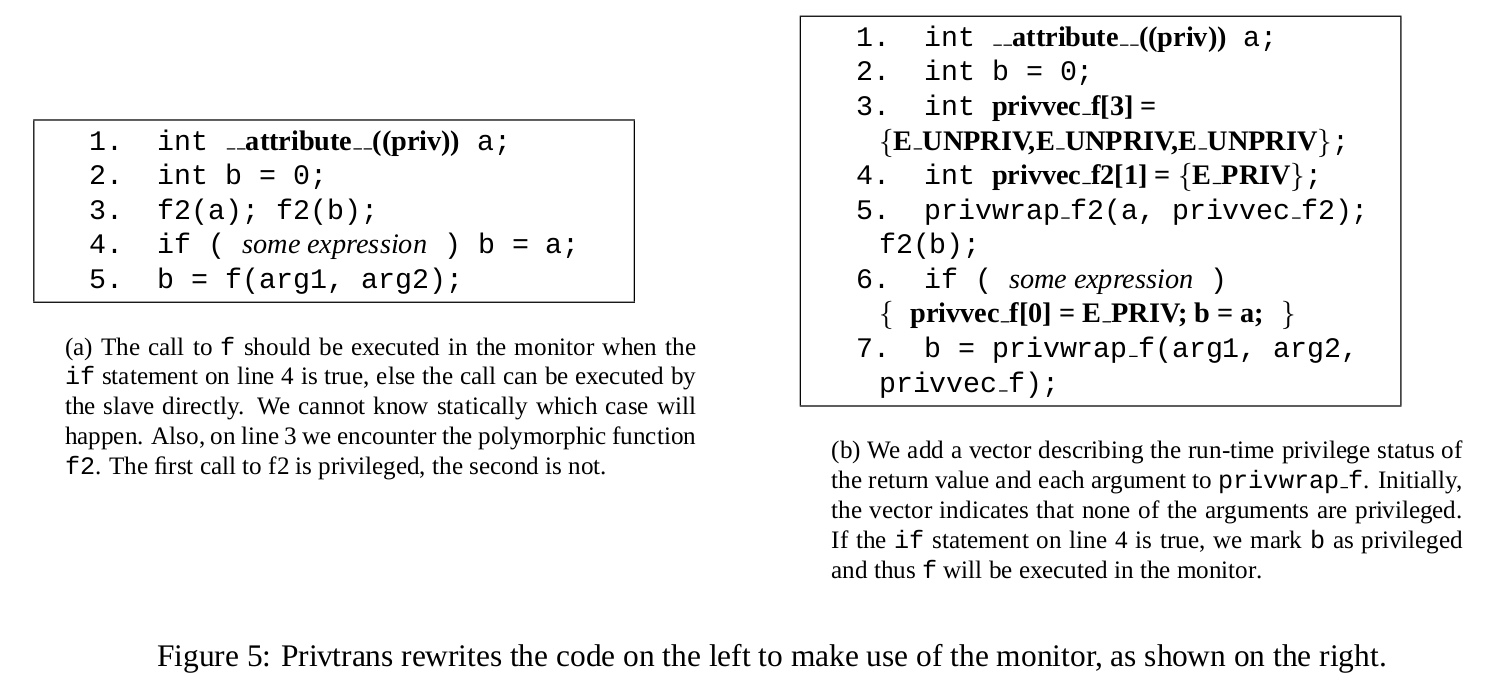 1. int __attribute__((priv)) a;
2. int b = 0;
3. f2(a); f2(b);
4. if ( some expression ) b = a;
5. b = f(arg1, arg2);
(a) The call to f should be executed in the monitor when the
if statement on line 4 is true, else the call can be executed by
the slave directly. We cannot know statically which case will
happen. Also, on line 3 we encounter the polymorphic function
f2. The first call to f2 is privileged, the second is not.
1. int __attribute__((priv)) a;
2. int b = 0;
3. int privvec_f[3] =
{E_UNPRIV,E_UNPRIV,E_UNPRIV};
4. int privvec_f2[1] = {E_PRIV};
5. privwrap_f2(a, privvec_f2);
f2(b);
6. if ( some expression )
{ privvec_f[0] = E_PRIV; b = a; }
7. b = privwrap_f(arg1, arg2,
privvec_f);
(b) We add a vector describing the run-time privilege status of
the return value and each argument to privwrap_f. Initially,
the vector indicates that none of the arguments are privileged.
If the if statement on line 4 is true, we mark b as privileged
and thus f will be executed in the monitor.
Figure 5: Privtrans rewrites the code on the left to make use of the monitor, as shown on the right.